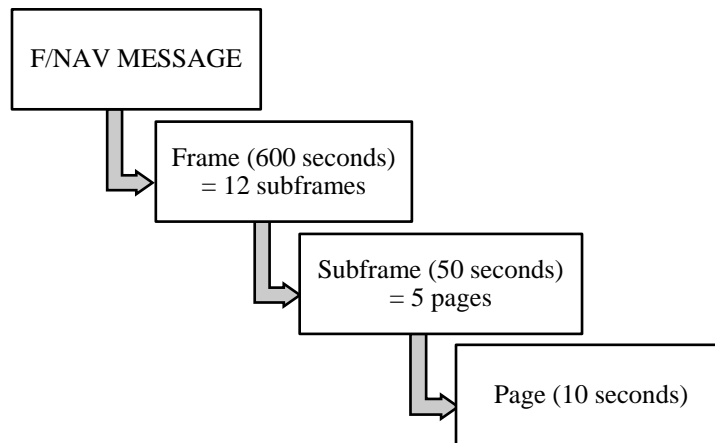 F/NAV MESSAGE
Frame (600 seconds)
= 12 subframes
Subframe (50 seconds)
= 5 pages
Page (10 seconds)